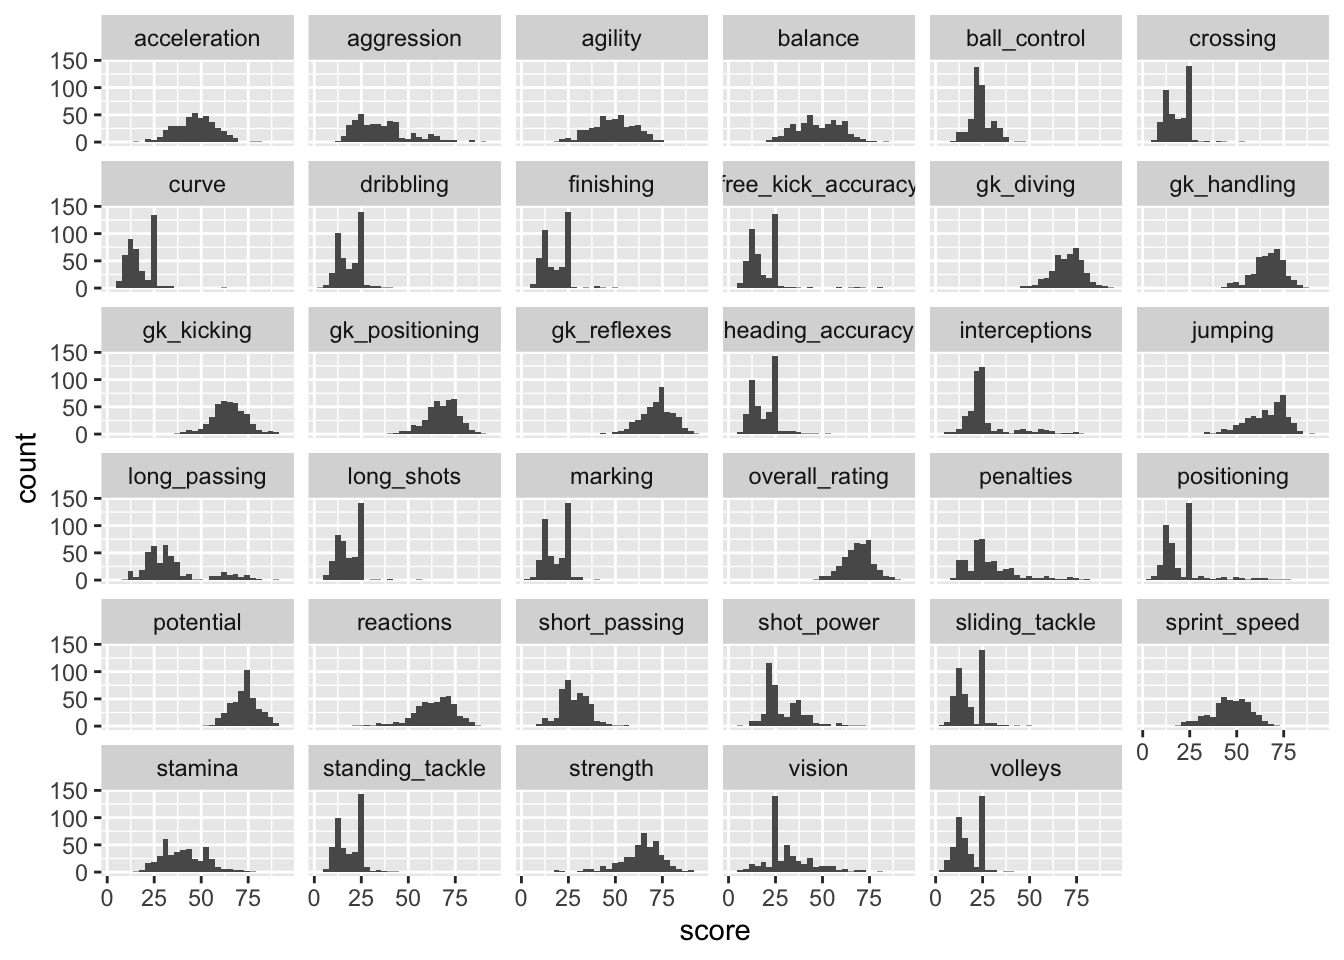 acceleration aggression agility balance ball_control crossing
150
100
50
0
curve dribbling finishing free_kick_accuracy gk_diving gk_handling
150
100
50
0
gk_kicking gk_positioning gk_reflexes heading_accuracy interceptions jumping
150
100
50
0
count
long_passing long_shots marking overall_rating penalties positioning
150
100
50
0
potential reactions short_passing shot_power sliding_tackle sprint_speed
150
100
50
0
0 25 50 75
stamina standing_tackle strength vision volleys
150
100
50
0
0 25 50 75 0 25 50 75 0 25 50 75 0 25 50 75 0 25 50 75
score